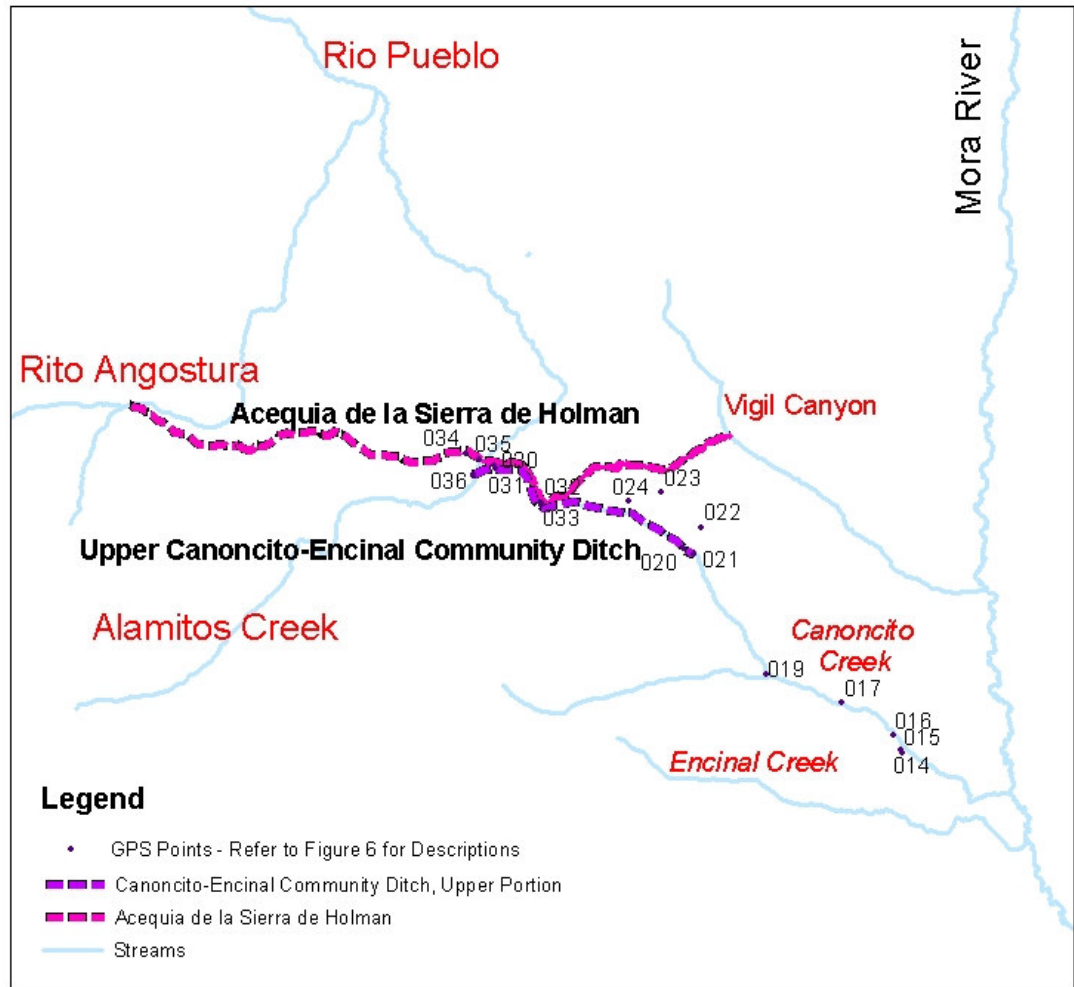 Rio Pueblo
Mora River
Rito Angostura
Acequia de la Sierra de Holman
Vigil Canyon
034
035
030
036
031
032
033
024
023
022
Upper Canoncito-Encinal Community Ditch
020
021
Alamitos Creek
Canoncito
Creek
019
017
016
015
014
Encinal Creek
Legend
GPS Points - Refer to Figure 6 for Descriptions
Canoncito-Encinal Community Ditch, Upper Portion
Acequia de la Sierra de Holman
Streams